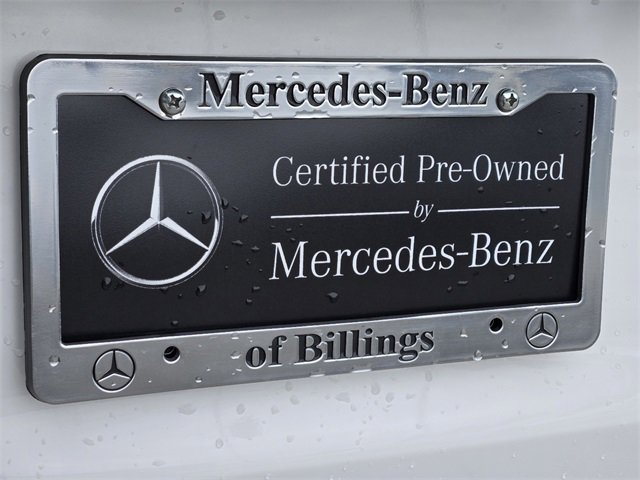 Mercedes-Benz
Certified Pre-Owned
by
Mercedes-Benz
of Billings